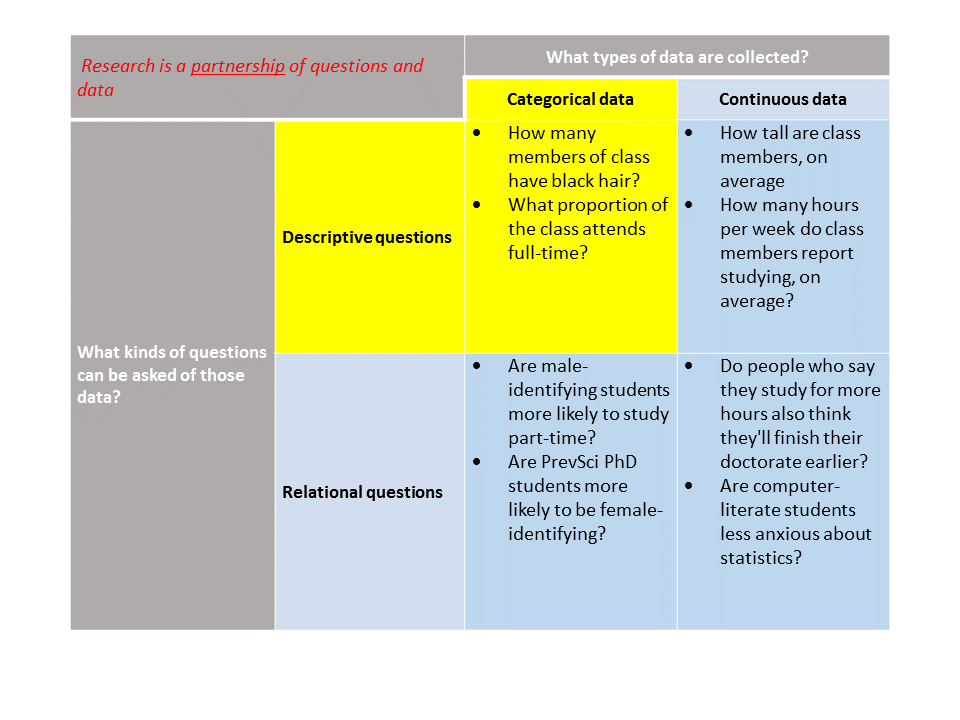 Research is a partnership of questions and
data
What types of data are collected?
Categorical data
Continuous data
What kinds of questions
can be asked of those
data?
Descriptive questions
• How many
members of class
have black hair?
• What proportion of
the class attends
full-time?
• How tall are class
members, on
average
• How many hours
per week do class
members report
studying, on
average?
Relational questions
• Are male-
identifying students
more likely to study
part-time?
• Are PrevSci PhD
students more
likely to be female-
identifying?
• Do people who say
they study for more
hours also think
they'll finish their
doctorate earlier?
• Are computer-
literate students
less anxious about
statistics?